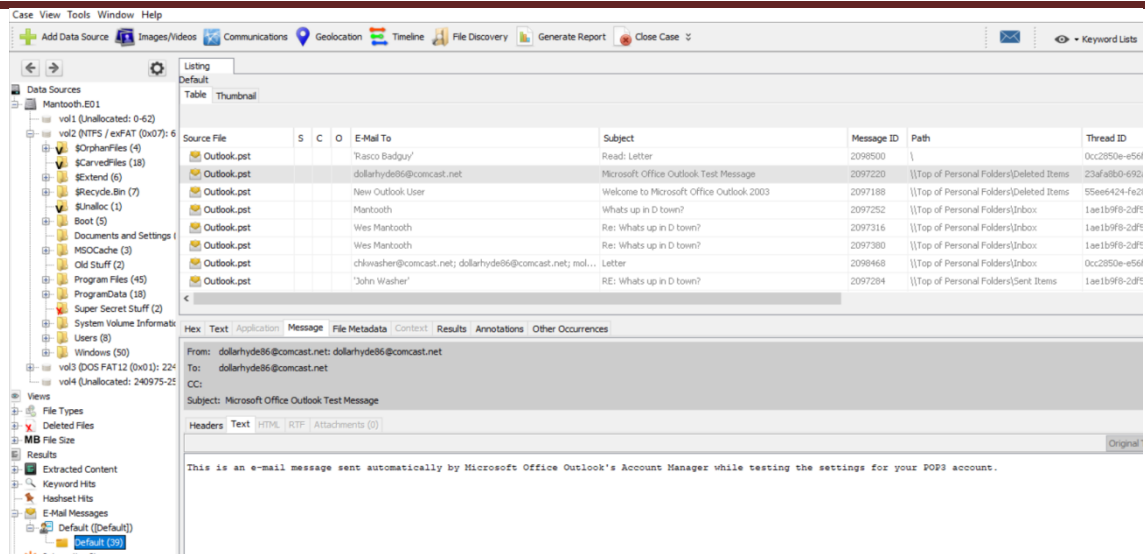 Case View Tools Window Help
Add Data Source Images/Videos Communications Geolocation Timeline File Discovery Generate Report Close Case Keyword Lists
Listing
Default
Table Thumbnail
Source File S C O E-Mail To Subject Message ID Path Thread ID
Outlook.pst 'Rasco Badguy' Read: Letter 2098500 \ 0cc2850e-e56
Outlook.pst dollarhyde86@comcast.net Microsoft Office Outlook Test Message 2097220 \\Top of Personal Folders\Deleted Items 23afa8b0-692
Outlook.pst New Outlook User Welcome to Microsoft Office Outlook 2003 2097188 \\Top of Personal Folders\Deleted Items 55ee6424-fe2
Outlook.pst Mantooth Whats up in D town? 2097252 \\Top of Personal Folders\Inbox 1ae1b9f8-2df5
Outlook.pst Wes Mantooth Re: Whats up in D town? 2097316 \\Top of Personal Folders\Inbox 1ae1b9f8-2df5
Outlook.pst Wes Mantooth Re: Whats up in D town? 2097380 \\Top of Personal Folders\Inbox 1ae1b9f8-2df5
Outlook.pst chkwasher@comcast.net; dollarhyde86@comcast.net; mol... Letter 2098468 \\Top of Personal Folders\Inbox 0cc2850e-e56
Outlook.pst 'John Washer' RE: Whats up in D town? 2097284 \\Top of Personal Folders\Sent Items 1ae1b9f8-2df5
Data Sources
Mantooth.E01
vol1 (Unallocated: 0-62)
vol2 (NTFS / exFAT (0x07): 6
$OrphanFiles (4)
$CarvedFiles (18)
$Extend (6)
$Recycle.Bin (7)
$Unalloc (1)
Boot (5)
Documents and Settings (
MSOCache (3)
Old Stuff (2)
Program Files (45)
ProgramData (18)
Super Secret Stuff (2)
System Volume Informati
Users (8)
Windows (50)
vol3 (DOS FAT12 (0x01): 224
vol4 (Unallocated: 240975-25
Views
File Types
Deleted Files
MB File Size
Results
Extracted Content
Keyword Hits
Hashset Hits
E-Mail Messages
Default ([Default])
Default (39)
Hex Text Application Message File Metadata Context Results Annotations Other Occurrences
From: dollarhyde86@comcast.net: dollarhyde86@comcast.net
To: dollarhyde86@comcast.net
CC:
Subject: Microsoft Office Outlook Test Message
Headers Text HTML RTF Attachments (0)
Original
This is an e-mail message sent automatically by Microsoft Office Outlook's Account Manager while testing the settings for your POP3 account.